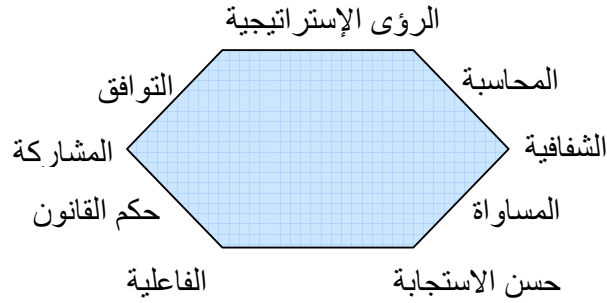 الرؤى الإستراتيجية
المحاسبة
التوافق
الشفافية
المشاركة
المساواة
حكم القانون
حسن الاستجابة
الفاعلية